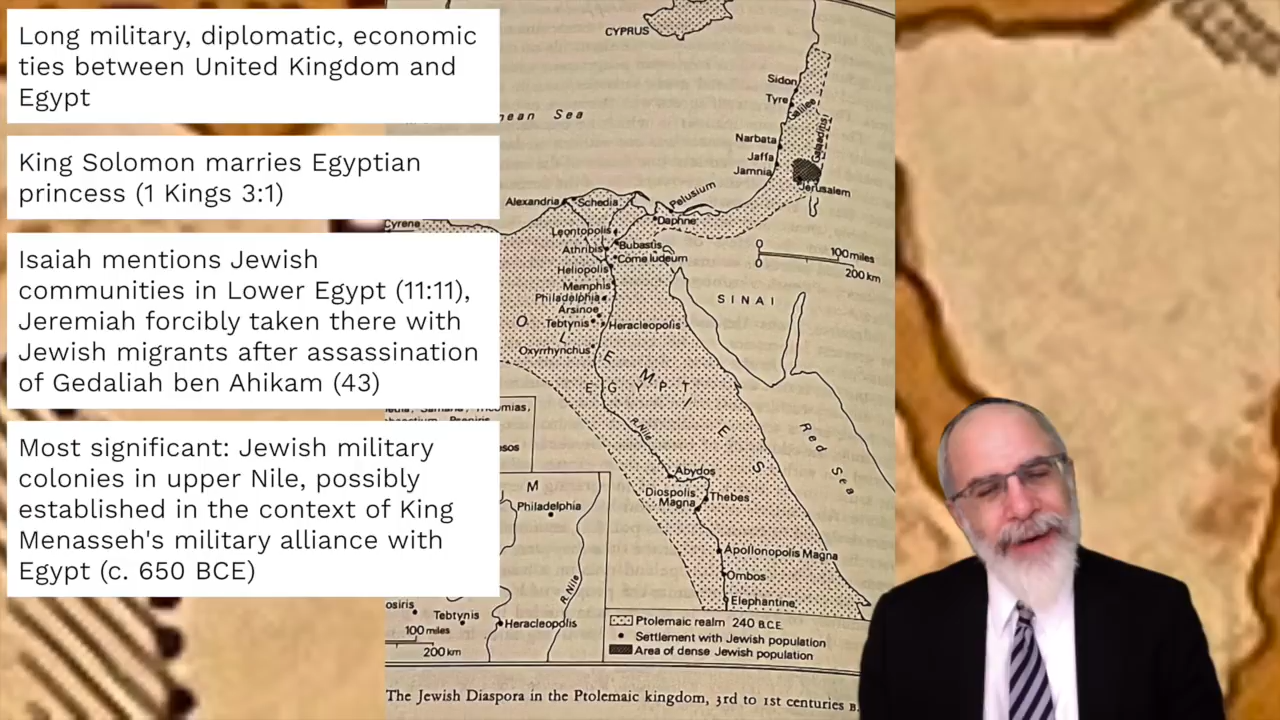 Long military, diplomatic, economic
ties between United Kingdom and
Egypt
King Solomon marries Egyptian
princess (1 Kings 3:1)
Isaiah mentions Jewish
communities in Lower Egypt (11:11),
Jeremiah forcibly taken there with
Jewish migrants after assassination
of Gedaliah ben Ahikam (43)
Most significant: Jewish military
colonies in upper Nile, possibly
established in the context of King
Menasseh's military alliance with
Egypt (c. 650 BCE)
CYPRUS
Sea
Sidon
Tyre
Galilee
Narbata
Jaffa
Jamnia
Jerusalem
Pelusium
Alexandria
Schedia
Daphne
Cyrene
Leontopolis
Athribis
Bubastis
Come Iudeum
Heliopolis
Memphis
Philadelphia
Arsinoe
Tebtynis
Heracleopolis
Oxyrrhynchus
0
0
100 miles
200 km
SINAI
EGYPT
R.Nile
Red Sea
Abydos
Diospolis
Magna
Thebes
Apollonopolis Magna
Ombos
Elephantine
M
Philadelphia
R.Nile
Tebtynis
Heracleopolis
100 miles
200 km
Ptolemaic realm 240 B.C.E.
Settlement with Jewish population
Area of dense Jewish population
The Jewish Diaspora in the Ptolemaic kingdom, 3rd to 1st centuries B.